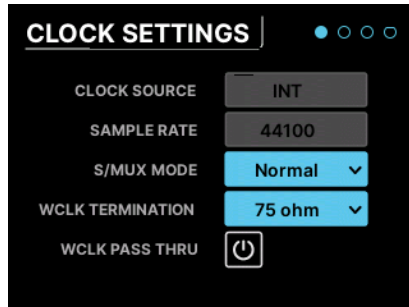 CLOCK SETTINGS
CLOCK SOURCE INT
SAMPLE RATE 44100
S/MUX MODE Normal
WCLK TERMINATION 75 ohm
WCLK PASS THRU